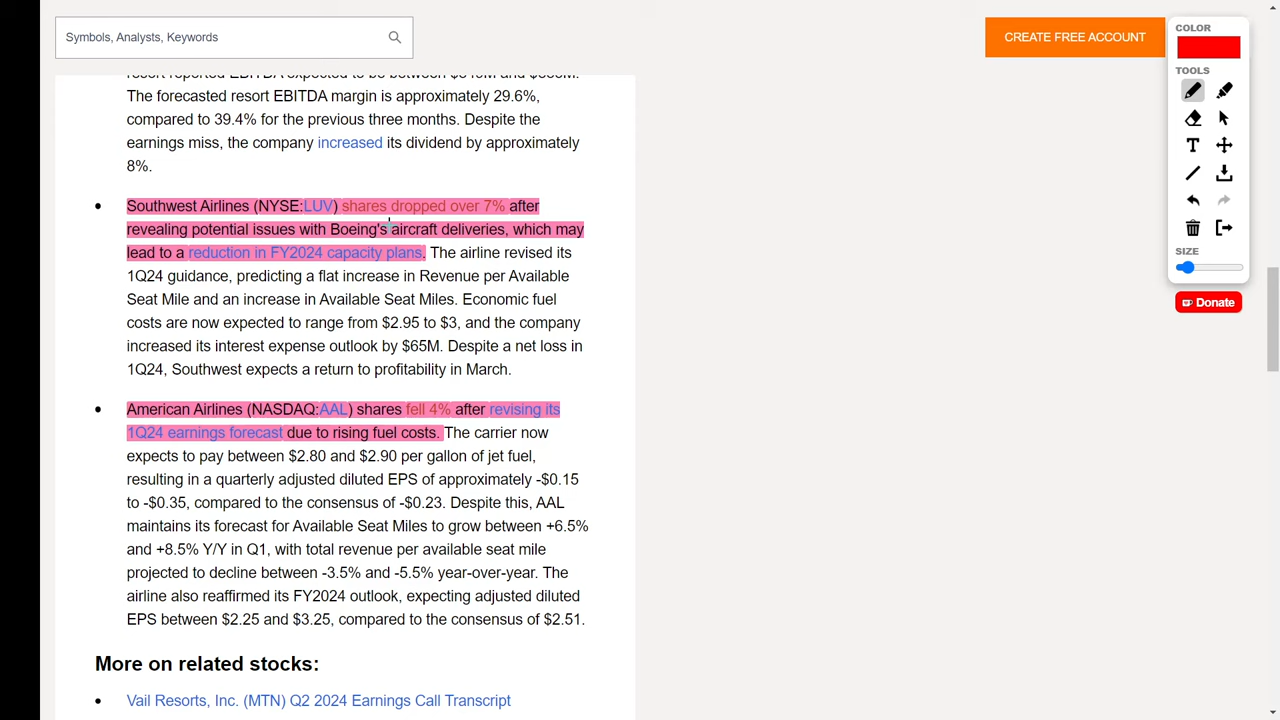 Symbols, Analysts, Keywords
CREATE FREE ACCOUNT
COLOR
TOOLS
T
SIZE
Donate
resort reported EBITDA expected to be between
The forecasted resort EBITDA margin is approximately 29.6%,
compared to 39.4% for the previous three months. Despite the
earnings miss, the company increased its dividend by approximately
8%.
• Southwest Airlines (NYSE:LUV) shares dropped over 7% after
revealing potential issues with Boeing's aircraft deliveries, which may
lead to a reduction in FY2024 capacity plans. The airline revised its
1Q24 guidance, predicting a flat increase in Revenue per Available
Seat Mile and an increase in Available Seat Miles. Economic fuel
costs are now expected to range from $2.95 to $3, and the company
increased its interest expense outlook by $65M. Despite a net loss in
1Q24, Southwest expects a return to profitability in March.
• American Airlines (NASDAQ:AAL) shares fell 4% after revising its
1Q24 earnings forecast due to rising fuel costs. The carrier now
expects to pay between $2.80 and $2.90 per gallon of jet fuel,
resulting in a quarterly adjusted diluted EPS of approximately -$0.15
to -$0.35, compared to the consensus of -$0.23. Despite this, AAL
maintains its forecast for Available Seat Miles to grow between +6.5%
and +8.5% Y/Y in Q1, with total revenue per available seat mile
projected to decline between -3.5% and -5.5% year-over-year. The
airline also reaffirmed its FY2024 outlook, expecting adjusted diluted
EPS between $2.25 and $3.25, compared to the consensus of $2.51.
More on related stocks:
• Vail Resorts, Inc. (MTN) Q2 2024 Earnings Call Transcript